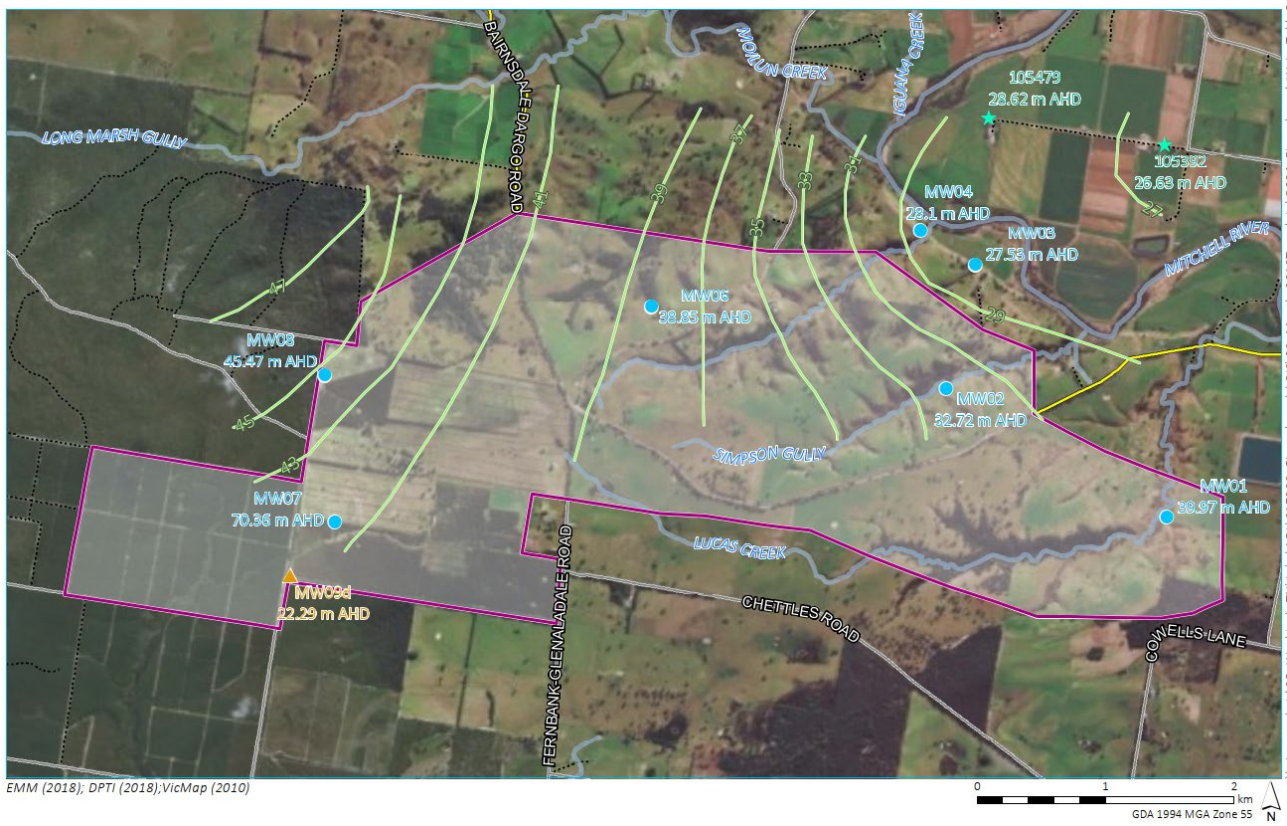 BAIRNSDALE-DARGO ROAD
MOILUN CREEK
IGUANA CREEK
105479
28.62 m AHD
LONG MARSH GULLY
37
105382
26.63 m AHD
39
41
33
31
MW04
28.1 m AHD
27
35
MW03
27.53 m AHD
MITCHELL RIVER
47
MW06
38.85 m AHD
29
MW08
45.47 m AHD
MW02
32.72 m AHD
45
SIMPSON GULLY
43
MW07
70.36 m AHD
MW01
39.97 m AHD
LUCAS CREEK
MW09d
22.29 m AHD
FERNBANK-GLENALADALE ROAD
CHETTLES ROAD
COWELLS LANE
EMM (2018); DPTI (2018);VicMap (2010)
0 1 2
km
GDA 1994 MGA Zone 55
N